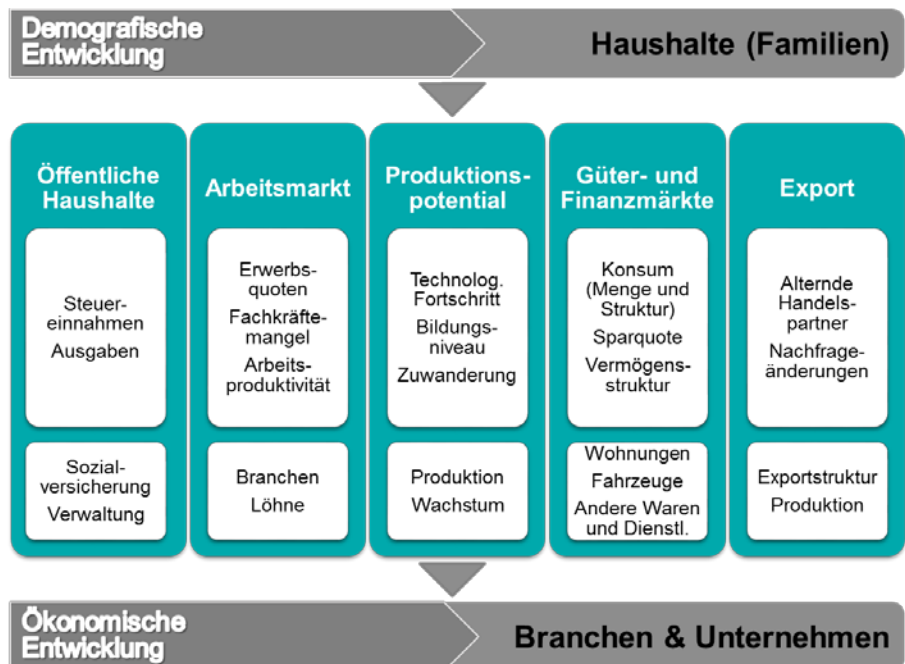 Demografische
Entwicklung
Haushalte (Familien)
Öffentliche
Haushalte
Steuer-
einnahmen
Ausgaben
Sozial-
versicherung
Verwaltung
Arbeitsmarkt
Erwerbs-
quoten
Fachkräfte-
mangel
Arbeits-
produktivität
Branchen
Löhne
Produktions-
potential
Technolog.
Fortschritt
Bildungs-
niveau
Zuwanderung
Produktion
Wachstum
Güter- und
Finanzmärkte
Konsum
(Menge und
Struktur)
Sparquote
Vermögens-
struktur
Wohnungen
Fahrzeuge
Andere Waren
und Dienstl.
Export
Alternde
Handels-
partner
Nachfrage-
änderungen
Exportstruktur
Produktion
Ökonomische
Entwicklung
Branchen & Unternehmen